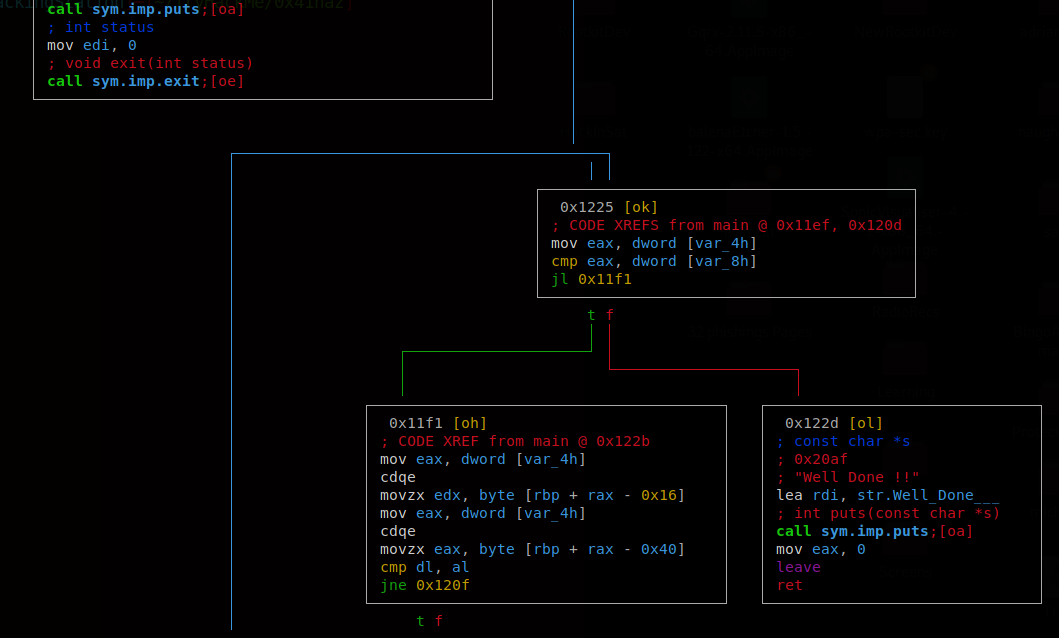 call sym.imp.puts;[oa]
; int status
mov edi, 0
; void exit(int status)
call sym.imp.exit;[oe]
0x1225 [ok]
; CODE XREFS from main @ 0x11ef, 0x120d
mov eax, dword [var_4h]
cmp eax, dword [var_8h]
jl 0x11f1
t f
0x11f1 [oh]
; CODE XREF from main @ 0x122b
mov eax, dword [var_4h]
cdqe
movzx edx, byte [rbp + rax - 0x16]
mov eax, dword [var_4h]
cdqe
movzx eax, byte [rbp + rax - 0x40]
cmp dl, al
jne 0x120f
t f
0x122d [ol]
; const char *s
; 0x20af
; "Well Done !!"
lea rdi, str.Well_Done___
; int puts(const char *s)
call sym.imp.puts;[oa]
mov eax, 0
leave
ret